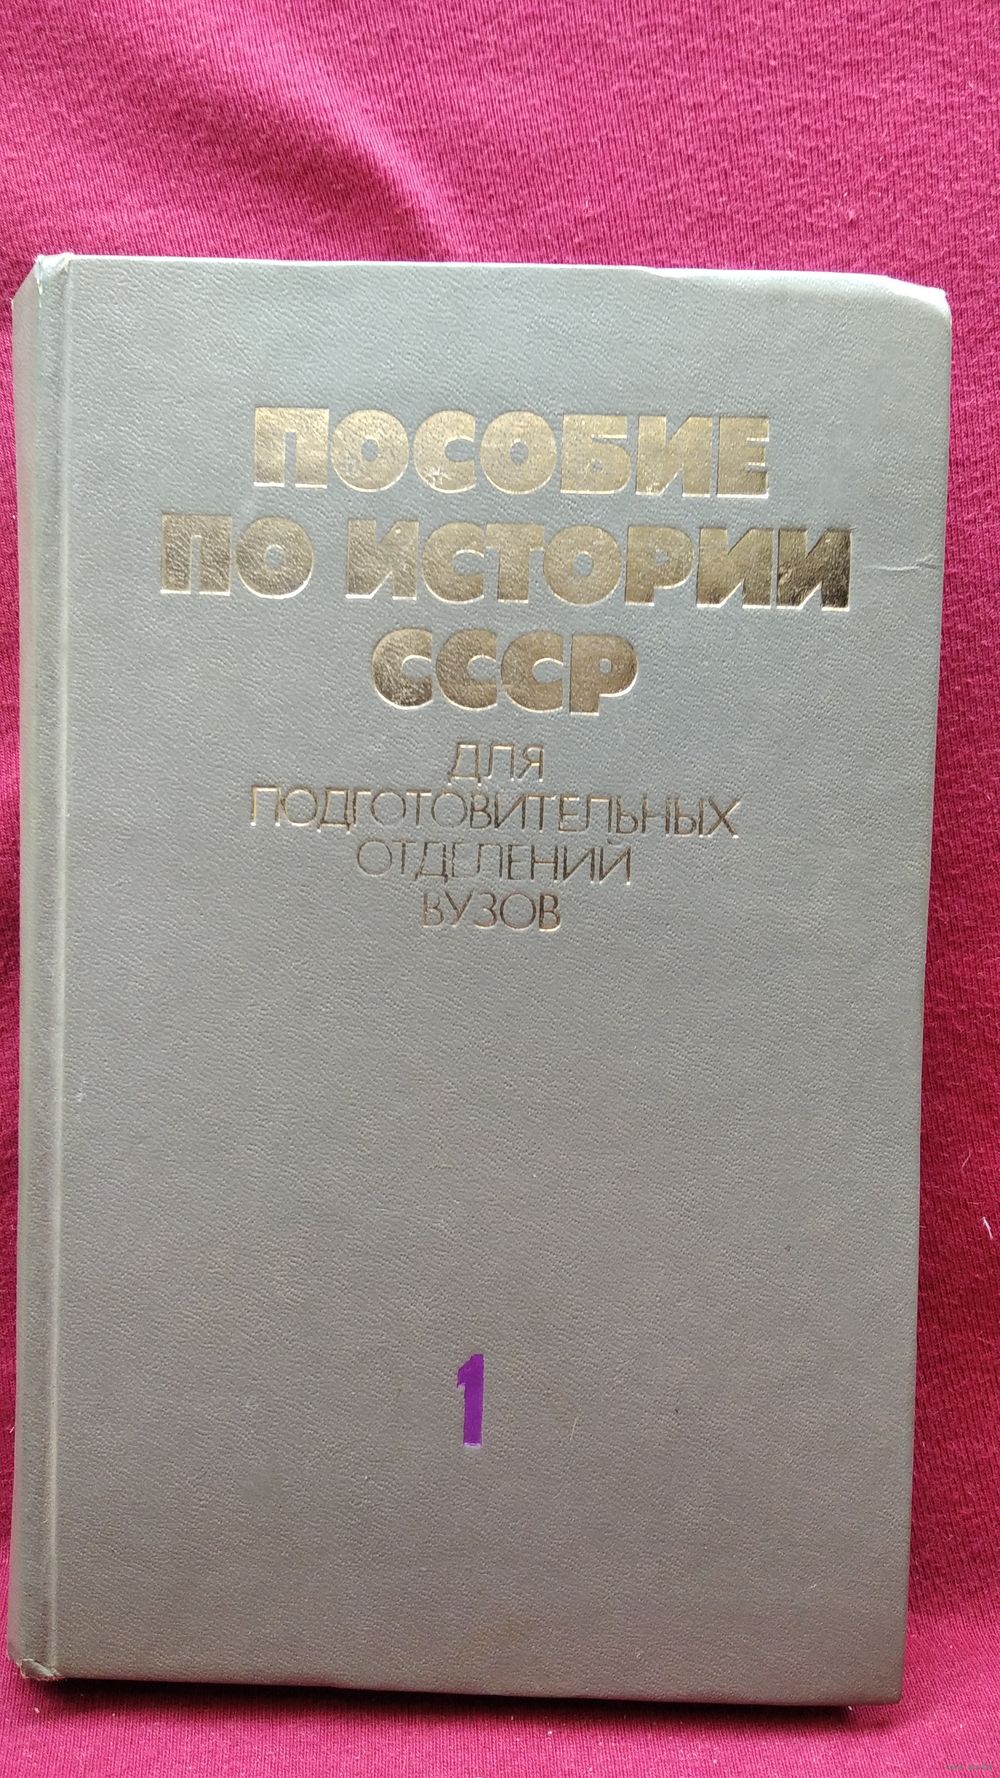 ПОСОБИЕ
ПО ИСТОРИИ
СССР
ДЛЯ
ПОДГОТОВИТЕЛЬНЫХ
ОТДЕЛЕНИЙ
ВУЗОВ
1